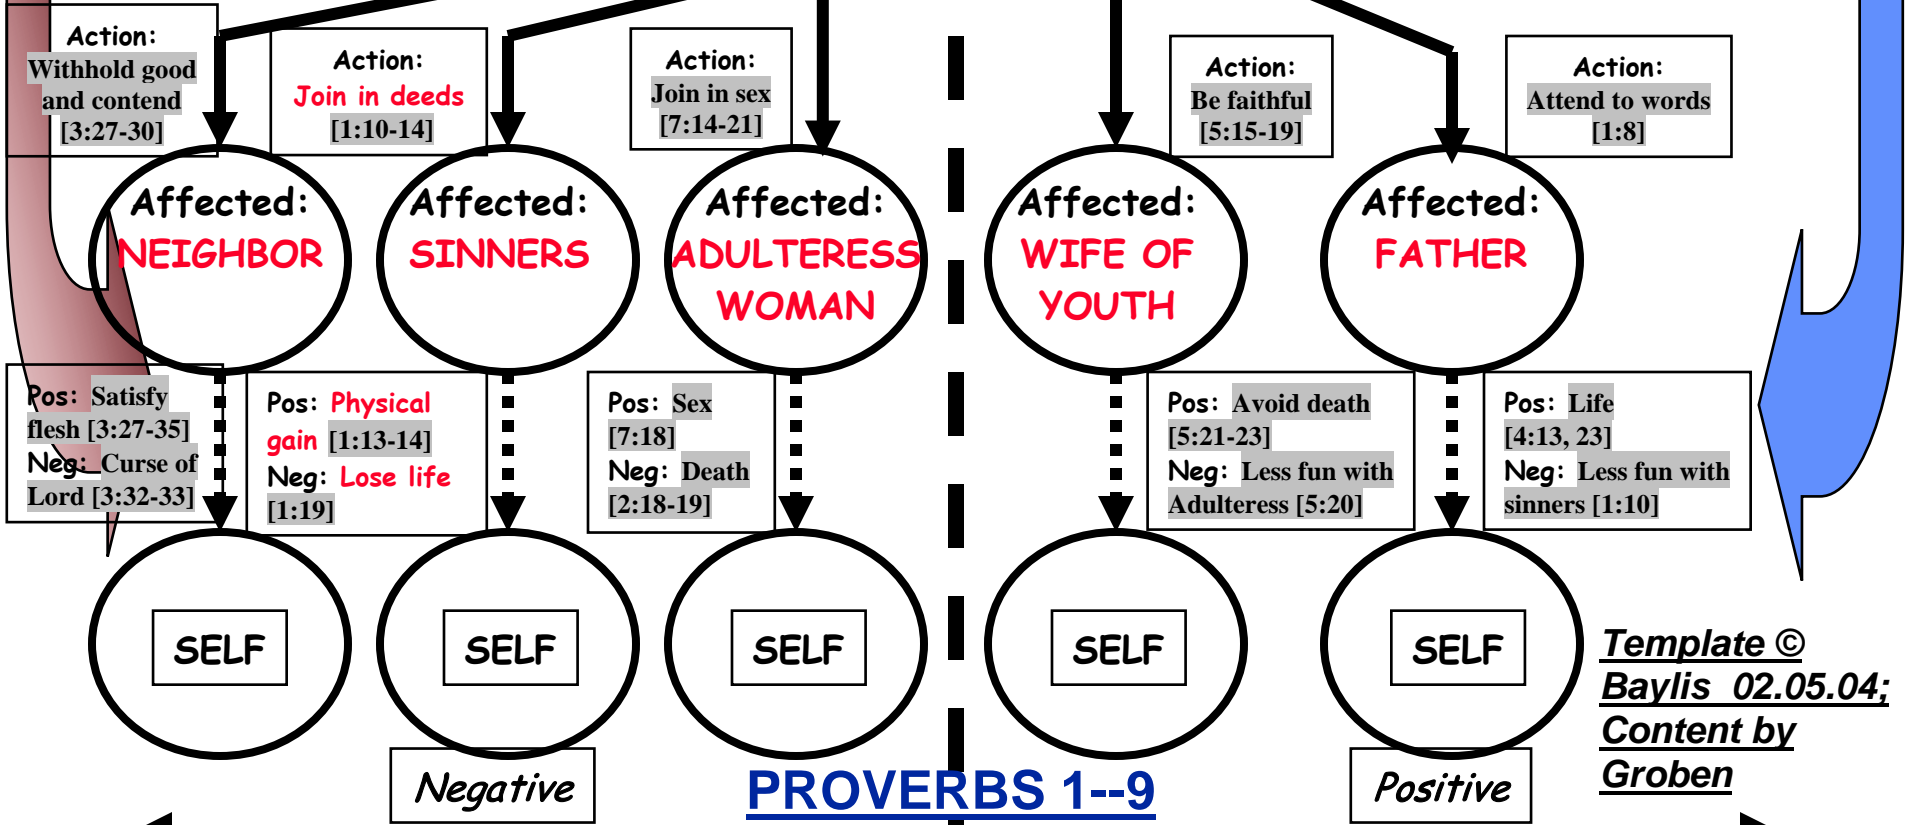 Action:
Withhold good
and contend
[3:27-30]
Action:
Join in deeds
[1:10-14]
Action:
Join in sex
[7:14-21]
Action:
Be faithful
[5:15-19]
Action:
Attend to words
[1:8]
Affected:
NEIGHBOR
Affected:
SINNERS
Affected:
ADULTERESS
WOMAN
Affected:
WIFE OF
YOUTH
Affected:
FATHER
Pos: Satisfy
flesh [3:27-35]
Neg: Curse of
Lord [3:32-33]
Pos: Physical
gain [1:13-14]
Neg: Lose life
[1:19]
Pos: Sex
[7:18]
Neg: Death
[2:18-19]
Pos: Avoid death
[5:21-23]
Neg: Less fun with
Adulteress [5:20]
Pos: Life
[4:13, 23]
Neg: Less fun with
sinners [1:10]
SELF
SELF
SELF
SELF
SELF
Template ©
Baylis 02.05.04;
Content by
Groben
Negative
PROVERBS 1--9
Positive